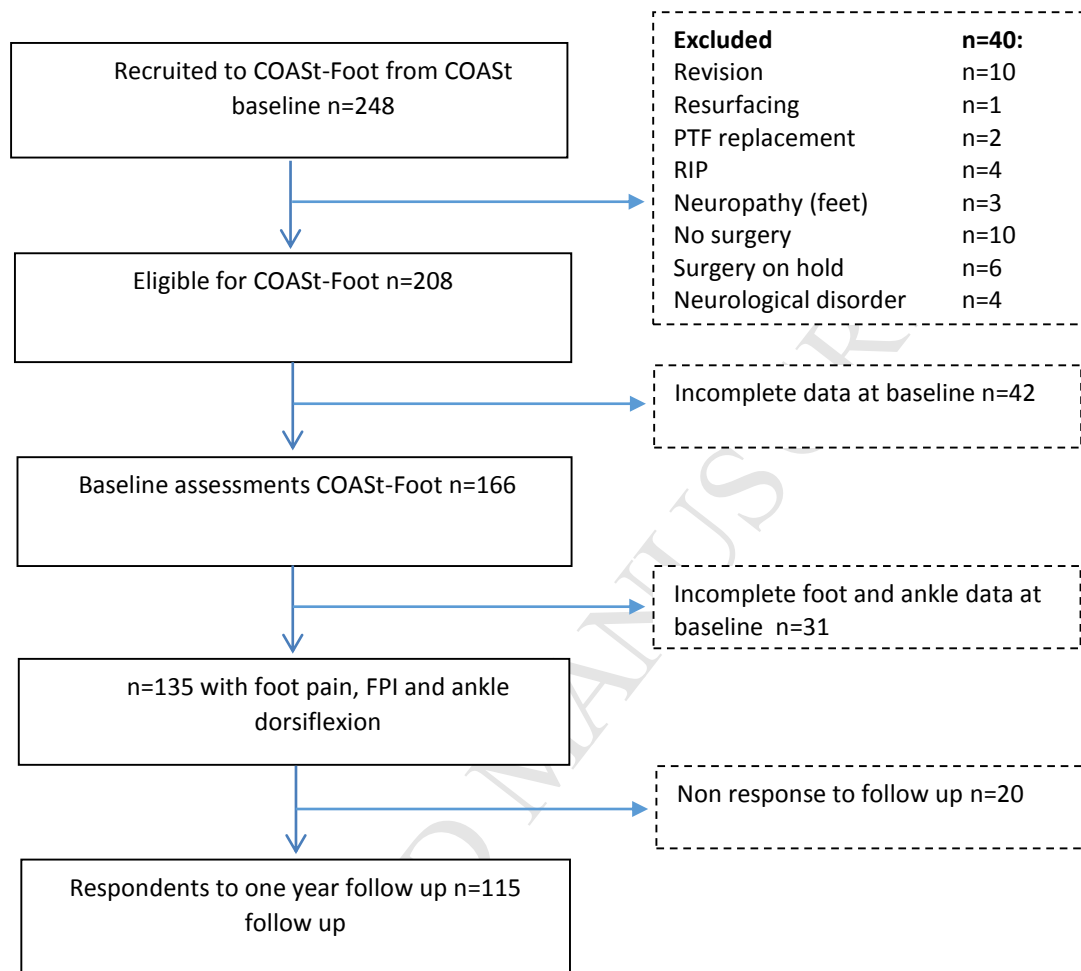 Recruited to COASt-Foot from COASt
baseline n=248
Excluded n=40:
Revision n=10
Resurfacing n=1
PTF replacement n=2
RIP n=4
Neuropathy (feet) n=3
No surgery n=10
Surgery on hold n=6
Neurological disorder n=4
Eligible for COASt-Foot n=208
Incomplete data at baseline n=42
Baseline assessments COASt-Foot n=166
Incomplete foot and ankle data at
baseline n=31
n=135 with foot pain, FPI and ankle
dorsiflexion
Non response to follow up n=20
Respondents to one year follow up n=115
follow up
D MANUS